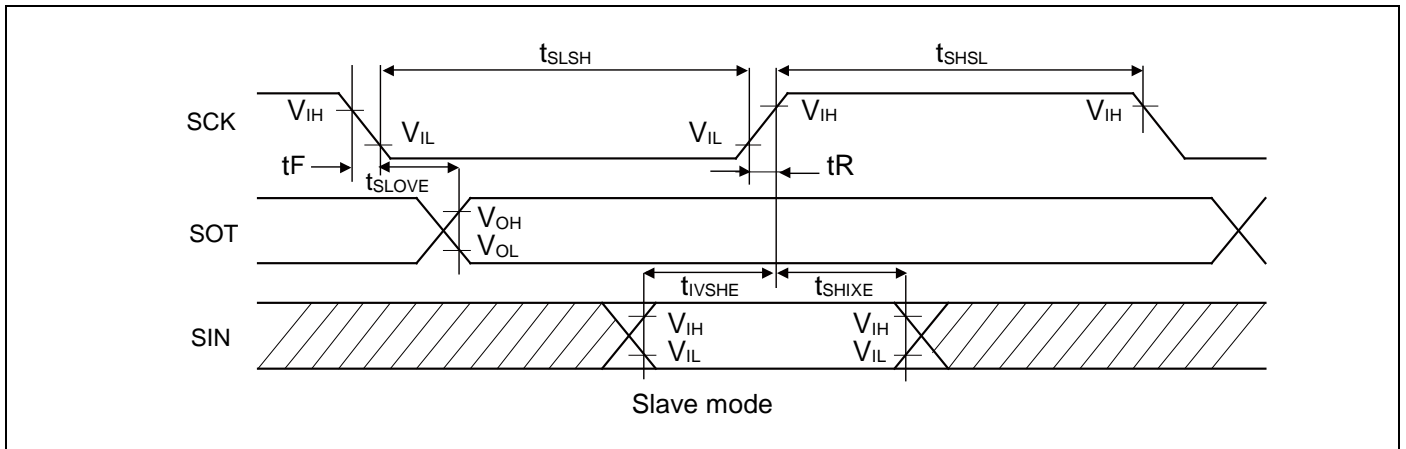 tSLSH tSHSL
SCK VIH VIL VIL VIH VIH
tF tSLOVE tR
SOT VOH
VOL
tIVSHE tSHIXE
SIN VIH VIH
VIL VIL
Slave mode